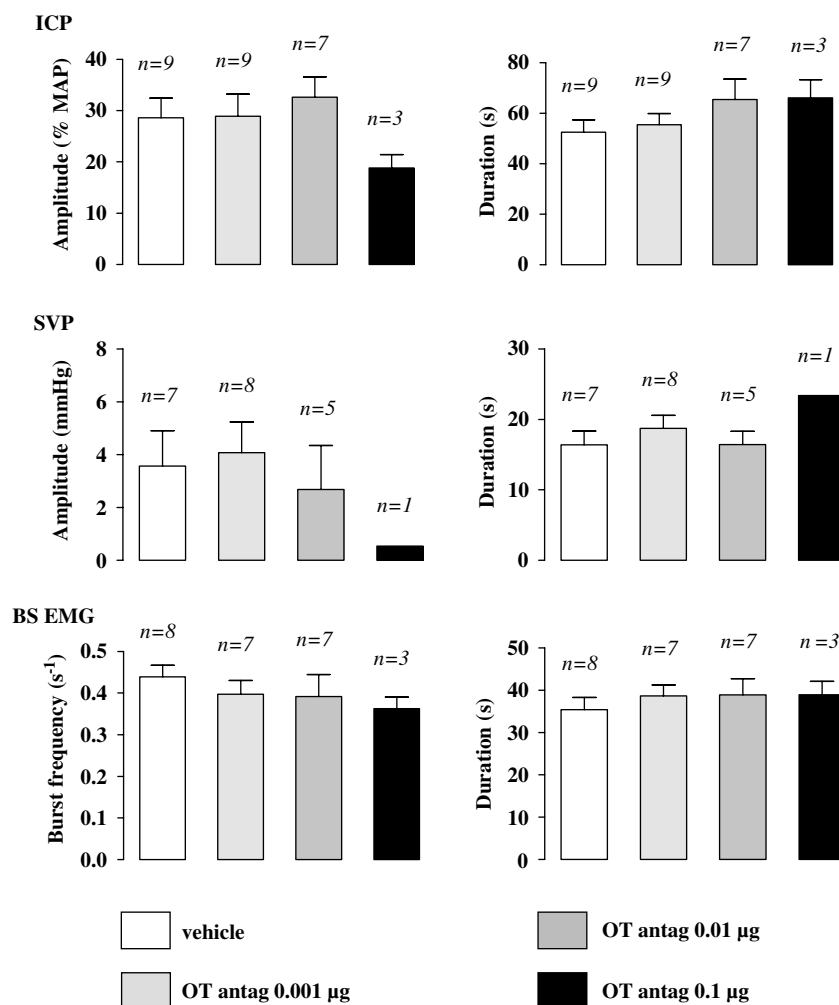 ICP
Amplitude (% MAP)
40
30
20
10
0
n=9
n=9
n=7
n=3
Duration (s)
80
60
40
20
0
n=9
n=9
n=7
n=3
SVP
Amplitude (mmHg)
8
6
4
2
0
n=7
n=8
n=5
n=1
Duration (s)
30
20
10
0
n=7
n=8
n=5
n=1
BS EMG
Burst frequency (s⁻¹)
0.5
0.4
0.3
0.2
0.1
0.0
n=8
n=7
n=7
n=3
Duration (s)
50
40
30
20
10
0
n=8
n=7
n=7
n=3
vehicle
OT antag 0.01 µg
OT antag 0.001 µg
OT antag 0.1 µg